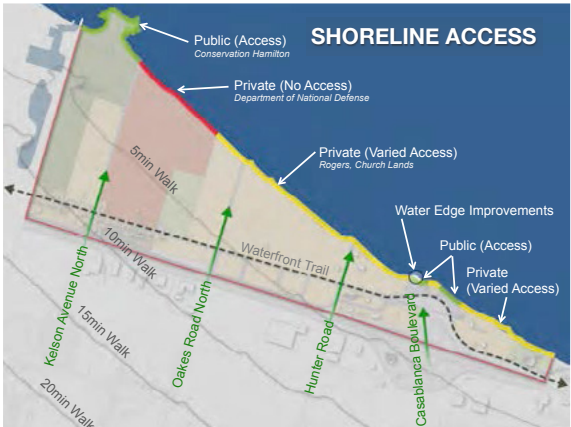 SHORELINE ACCESS
Public (Access)
Conservation Hamilton
Private (No Access)
Department of National Defense
Private (Varied Access)
Rogers, Church Lands
Water Edge Improvements
Public (Access)
Private
(Varied Access)
5min Walk
10min Walk
15min Walk
20min Walk
Waterfront Trail
Kelson Avenue North
Oakes Road North
Hunter Road
Casablanca Boulevard